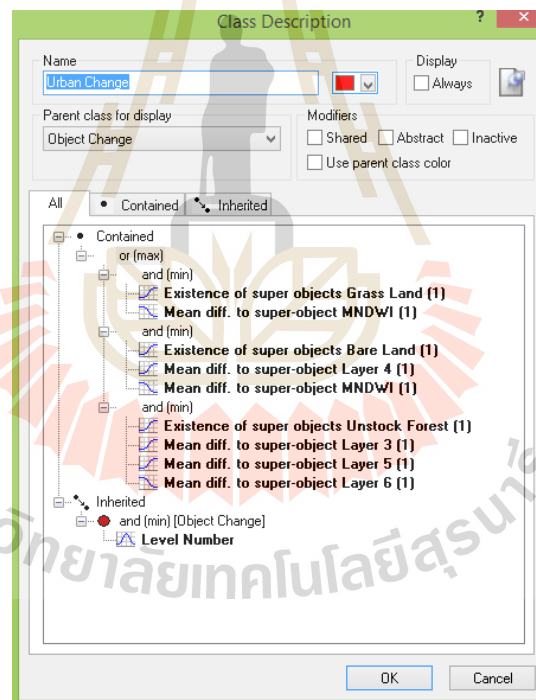 Class Description
?
Name
Urban Change
Display
Always
Parent class for display
Object Change
Modifiers
Shared Abstract Inactive
Use parent class color
All Contained Inherited
Contained
or (max)
and (min)
Existence of super objects Grass Land (1)
Mean diff. to super-object MNDWI (1)
and (min)
Existence of super objects Bare Land (1)
Mean diff. to super-object Layer 4 (1)
Mean diff. to super-object MNDWI (1)
and (min)
Existence of super objects Unstock Forest (1)
Mean diff. to super-object Layer 3 (1)
Mean diff. to super-object Layer 5 (1)
Mean diff. to super-object Layer 6 (1)
Inherited
and (min) [Object Change]
Level Number
OK Cancel